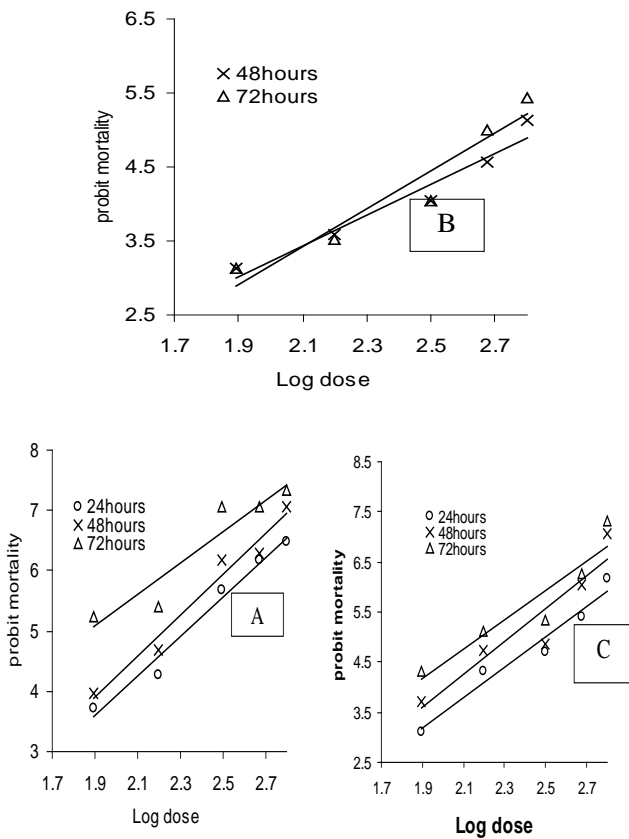 6.5
5.5
4.5
3.5
2.5
probit mortality
× 48hours
△ 72hours
B
1.7 1.9 2.1 2.3 2.5 2.7
Log dose
8
7
6
5
4
3
probit mortality
○ 24hours
× 48hours
△ 72hours
A
1.7 1.9 2.1 2.3 2.5 2.7
Log dose
8.5
7.5
6.5
5.5
4.5
3.5
2.5
probit mortality
○ 24hours
× 48hours
△ 72hours
C
1.7 1.9 2.1 2.3 2.5 2.7
Log dose